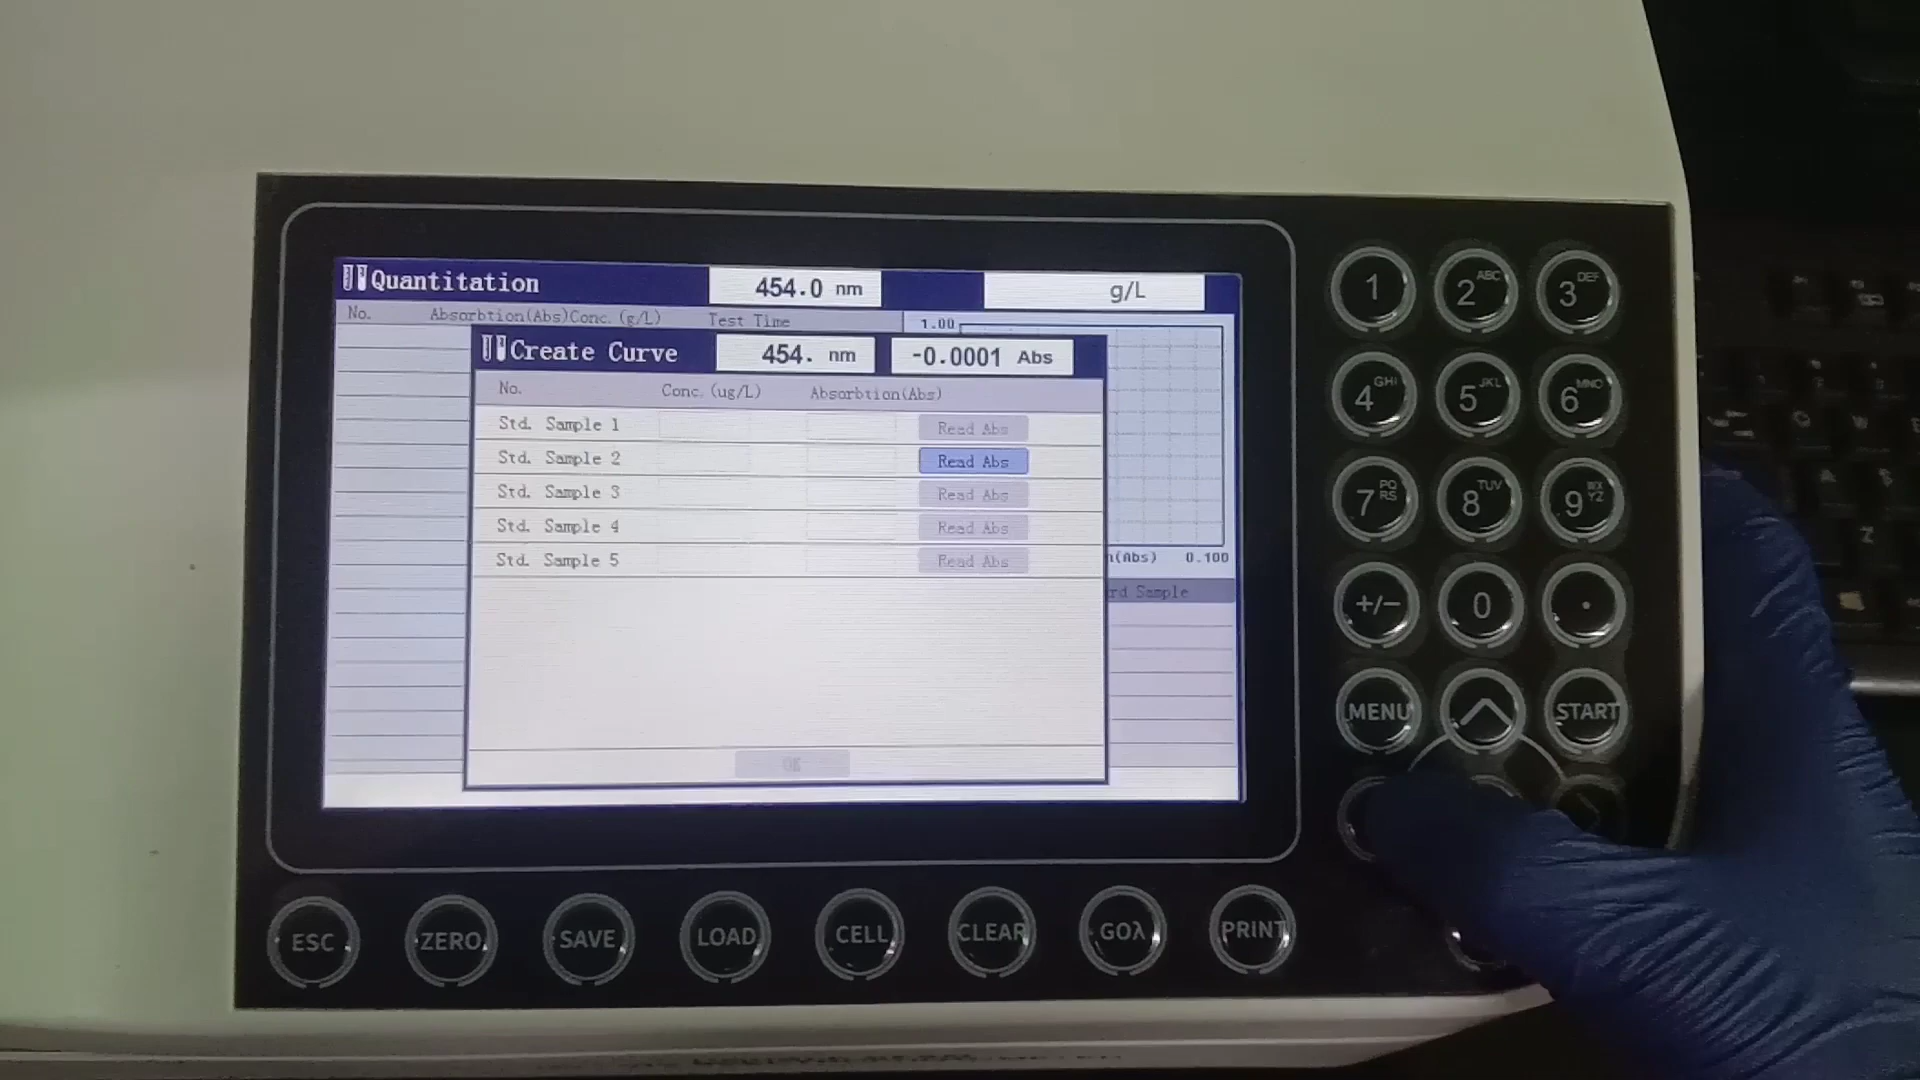 Quantitation 454.0 nm g/L
No. Absorbtion(Abs) Conc.(g/L) Test Time
1.00
Create Curve 454. nm -0.0001 Abs
No. Conc.(ug/L) Absorbtion(Abs)
Std. Sample 1 Read Abs
Std. Sample 2 Read Abs
Std. Sample 3 Read Abs
Std. Sample 4 Read Abs
Std. Sample 5 Read Abs
(Abs) 0.100
Sample
OK
1 2 ABC 3 DEF
4 GHI 5 JKL 6 MNO
7 PQRS 8 TUV 9 WXYZ
+/- 0 .
MENU START
ESC ZERO SAVE LOAD CELL CLEAR GOλ PRINT